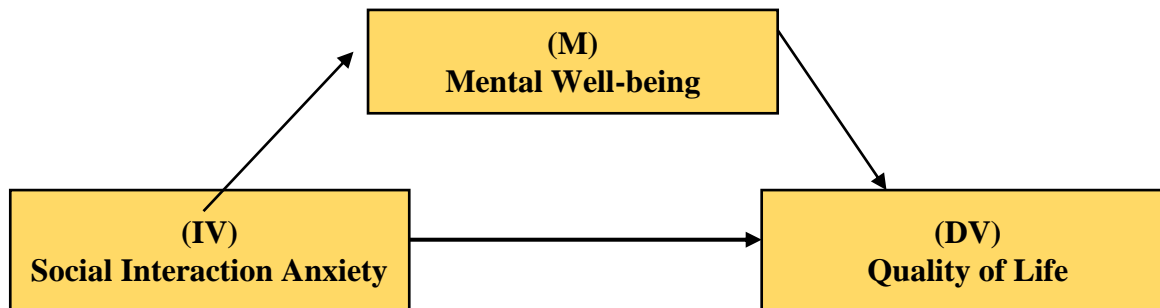 (M)
Mental Well-being
(IV)
Social Interaction Anxiety
(DV)
Quality of Life